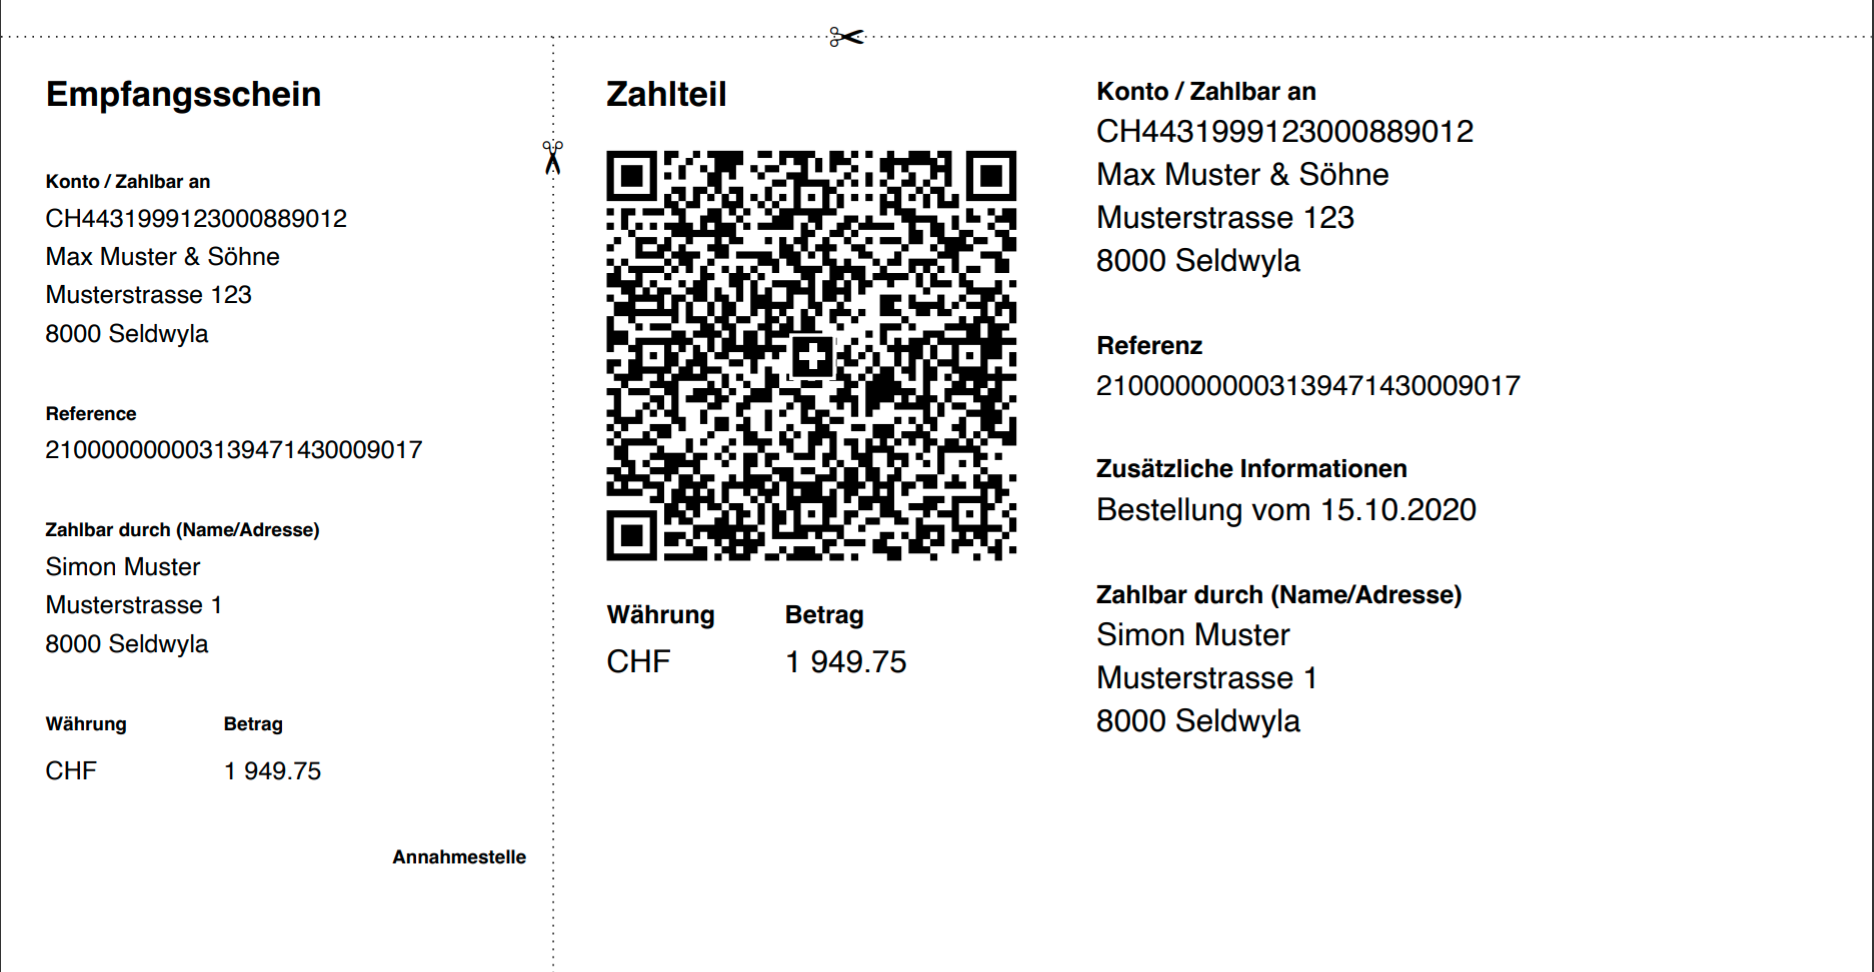 Empfangsschein
Konto / Zahlbar an
CH4431999123000889012
Max Muster & Söhne
Musterstrasse 123
8000 Seldwyla
Reference
210000000003139471430009017
Zahlbar durch (Name/Adresse)
Simon Muster
Musterstrasse 1
8000 Seldwyla
Währung Betrag
CHF 1 949.75
Annahmestelle
Zahlteil
Währung Betrag
CHF 1 949.75
Konto / Zahlbar an
CH4431999123000889012
Max Muster & Söhne
Musterstrasse 123
8000 Seldwyla
Referenz
210000000003139471430009017
Zusätzliche Informationen
Bestellung vom 15.10.2020
Zahlbar durch (Name/Adresse)
Simon Muster
Musterstrasse 1
8000 Seldwyla